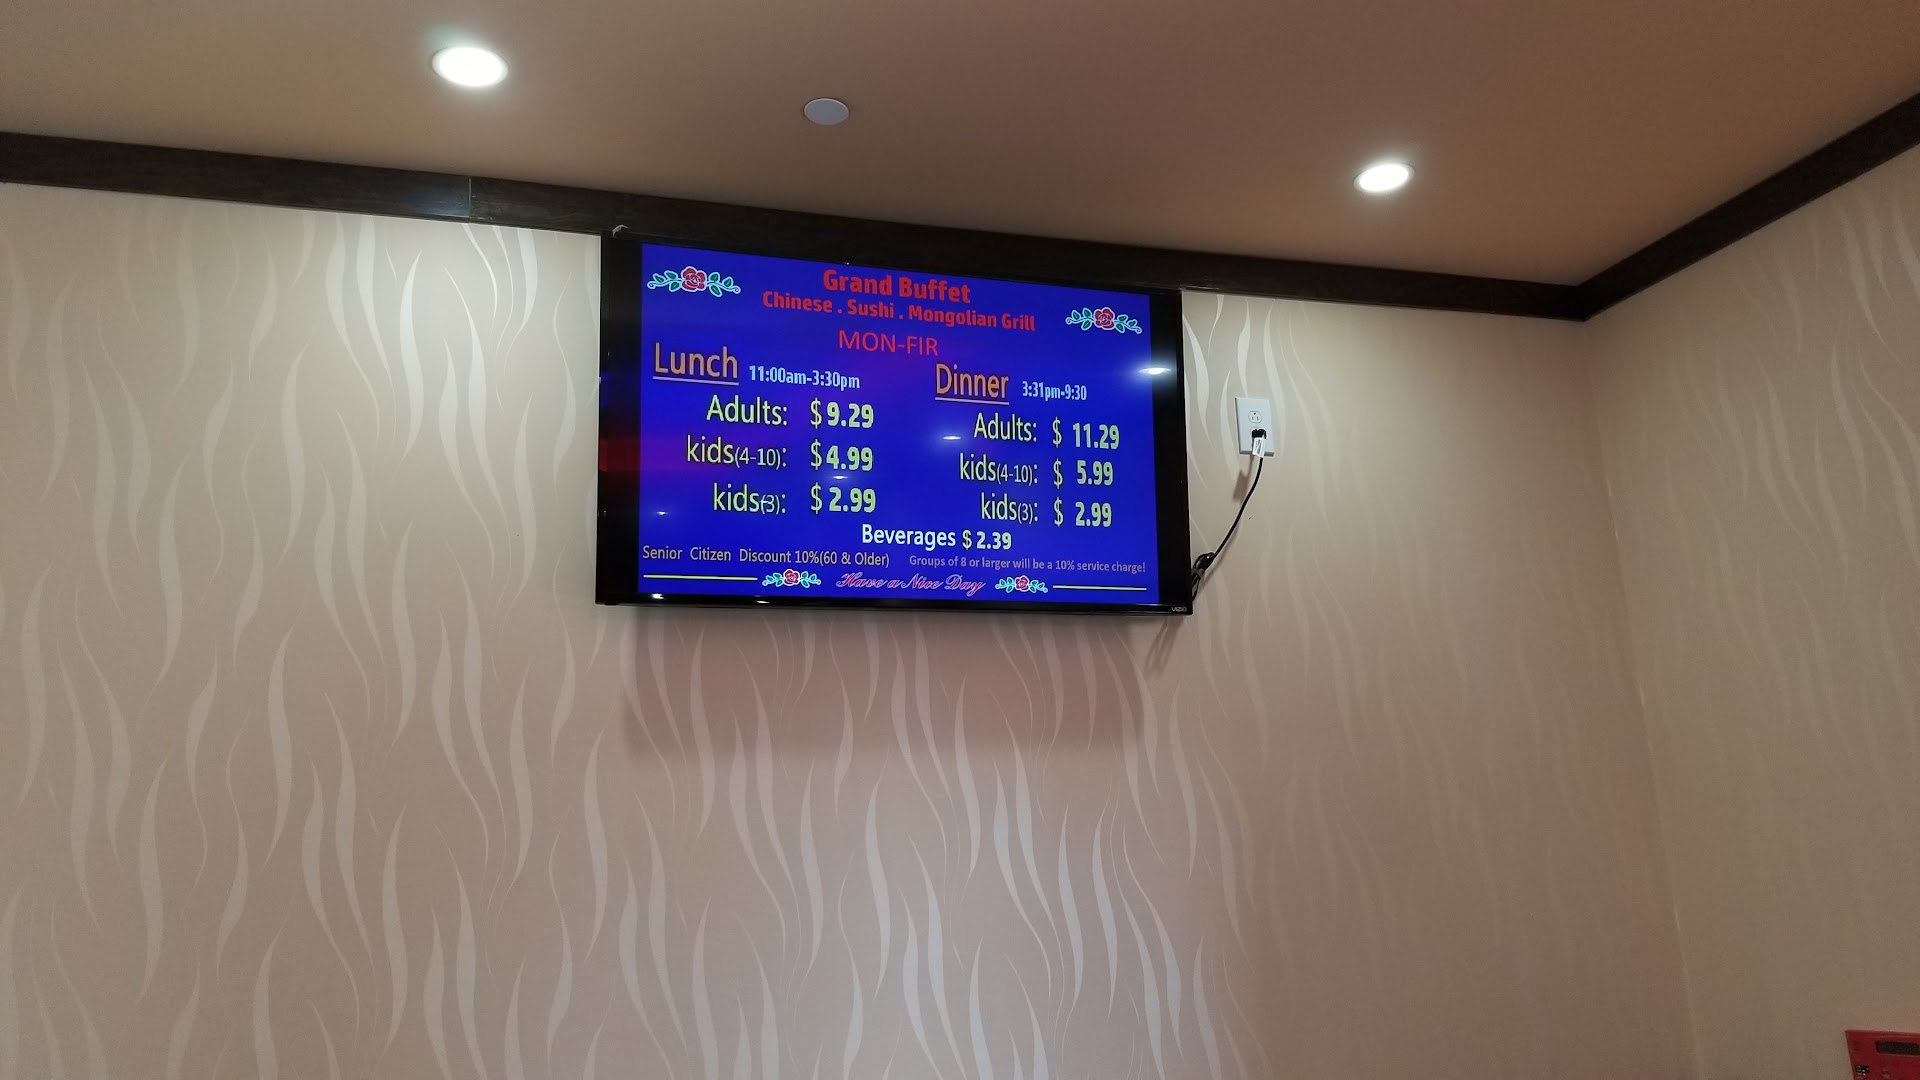 Grand Buffet
Chinese . Sushi . Mongolian Grill
MON-FIR
Lunch 11:00am-3:30pm
Adults: $ 9.29
kids(4-10): $ 4.99
kids(3): $ 2.99
Dinner 3:31pm-9:30
Adults: $ 11.29
kids(4-10): $ 5.99
kids(3): $ 2.99
Beverages $ 2.39
Senior Citizen Discount 10%(60 & Older)
Groups of 8 or larger will be a 10% service charge!
Have a Nice Day
VIZIO